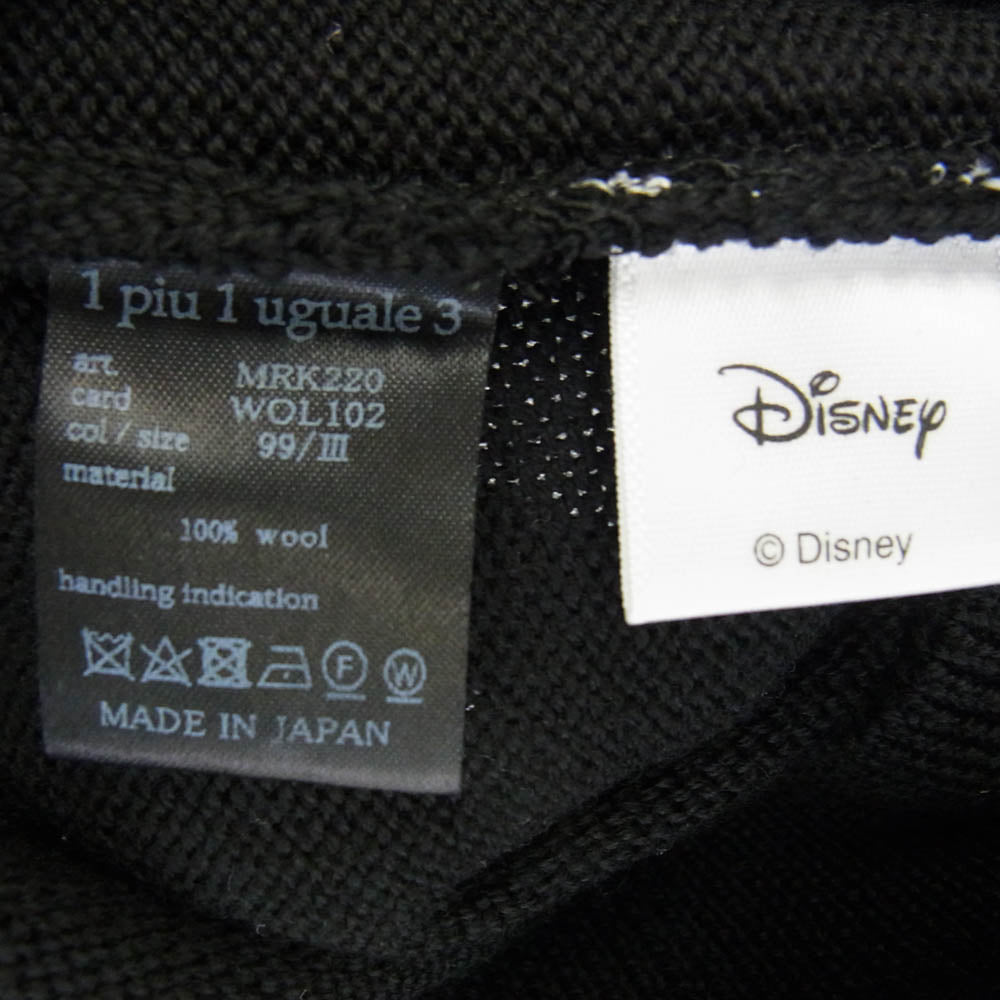 1 piu 1 uguale 3
art. MRK220
card WOL102
col / size 99/III
material
100% wool
handling indication
F W
MADE IN JAPAN
Disney
© Disney